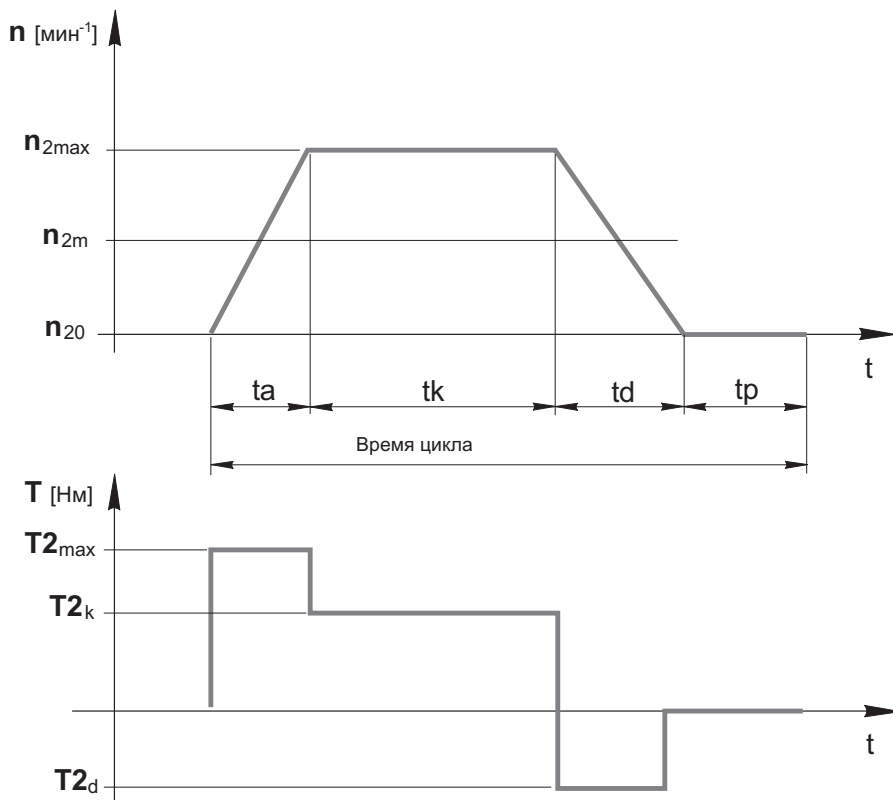 n [мин-1]
n2max
n2m
n20
t
ta tk td tp
Время цикла
T [Нм]
T2max
T2k
t
T2d